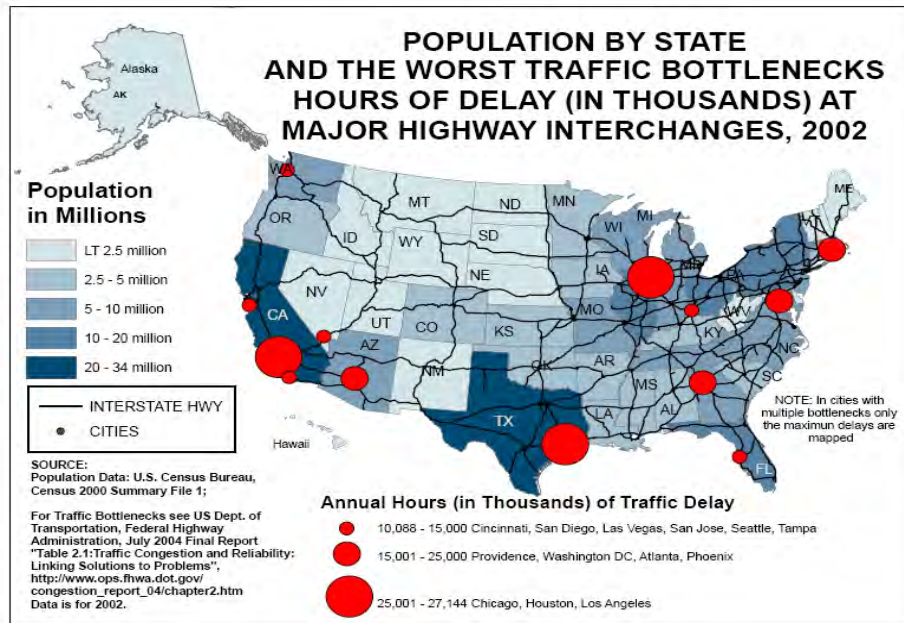 POPULATION BY STATE
AND THE WORST TRAFFIC BOTTLENECKS
HOURS OF DELAY (IN THOUSANDS) AT
MAJOR HIGHWAY INTERCHANGES, 2002
Alaska
AK
Population
in Millions
LT 2.5 million
2.5 - 5 million
5 - 10 million
10 - 20 million
20 - 34 million
INTERSTATE HWY
CITIES
Hawaii
WA
MT
ND
MN
ME
OR
ID
WY
SD
WI
MI
NV
UT
NE
IA
PA
CA
CO
KS
MO
KY
WV
VA
AZ
NM
OK
AR
NC
TX
LA
MS
AL
SC
FL
NOTE: In cities with
multiple bottlenecks only
the maximun delays are
mapped
SOURCE:
Population Data: U.S. Census Bureau,
Census 2000 Summary File 1;
For Traffic Bottlenecks see US Dept. of
Transportation, Federal Highway
Administration, July 2004 Final Report
"Table 2.1:Traffic Congestion and Reliability:
Linking Solutions to Problems",
http://www.ops.fhwa.dot.gov/
congestion_report_04/chapter2.htm
Data is for 2002.
Annual Hours (in Thousands) of Traffic Delay
10,088 - 15,000 Cincinnati, San Diego, Las Vegas, San Jose, Seattle, Tampa
15,001 - 25,000 Providence, Washington DC, Atlanta, Phoenix
25,001 - 27,144 Chicago, Houston, Los Angeles